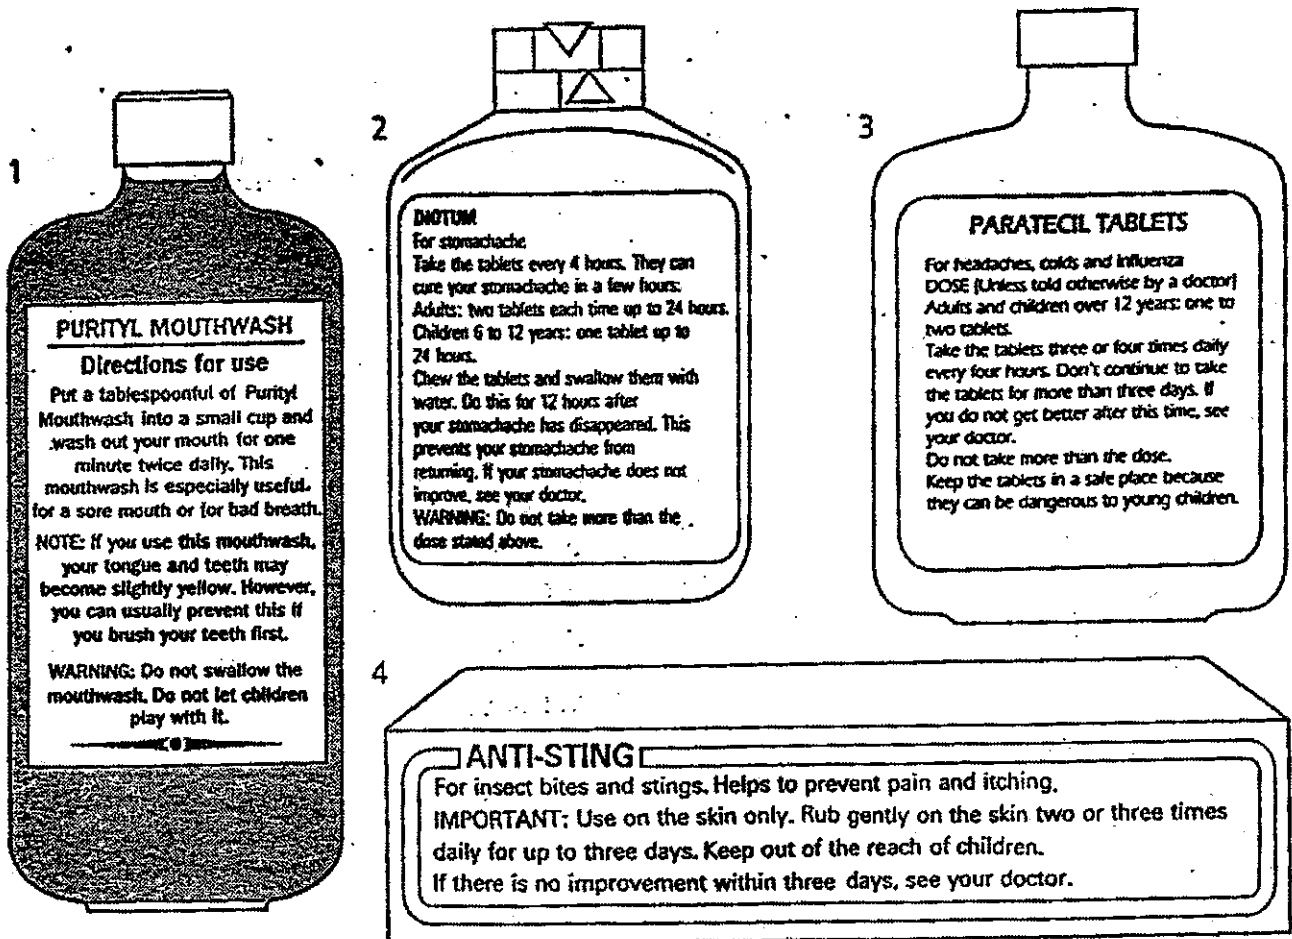 1
PURITYL MOUTHWASH
Directions for use
Put a tablespoonful of Purityl
Mouthwash into a small cup and
wash out your mouth for one
minute twice daily. This
mouthwash is especially useful
for a sore mouth or for bad breath.
NOTE: If you use this mouthwash,
your tongue and teeth may
become slightly yellow. However,
you can usually prevent this if
you brush your teeth first.
WARNING: Do not swallow the
mouthwash. Do not let children
play with it.
2
DIOTUM
For stomachache
Take the tablets every 4 hours. They can
cure your stomachache in a few hours:
Adults: two tablets each time up to 24 hours.
Children 6 to 12 years: one tablet up to
24 hours.
Chew the tablets and swallow them with
water. Do this for 12 hours after
your stomachache has disappeared. This
prevents your stomachache from
returning. If your stomachache does not
improve, see your doctor.
WARNING: Do not take more than the
dose stated above.
3
PARATECIL TABLETS
For headaches, colds and influenza
DOSE (Unless told otherwise by a doctor)
Adults and children over 12 years: one to
two tablets.
Take the tablets three or four times daily
every four hours. Don't continue to take
the tablets for more than three days. If
you do not get better after this time, see
your doctor.
Do not take more than the dose.
Keep the tablets in a safe place because
they can be dangerous to young children.
4
ANTI-STING
For insect bites and stings. Helps to prevent pain and itching.
IMPORTANT: Use on the skin only. Rub gently on the skin two or three times
daily for up to three days. Keep out of the reach of children.
If there is no improvement within three days, see your doctor.